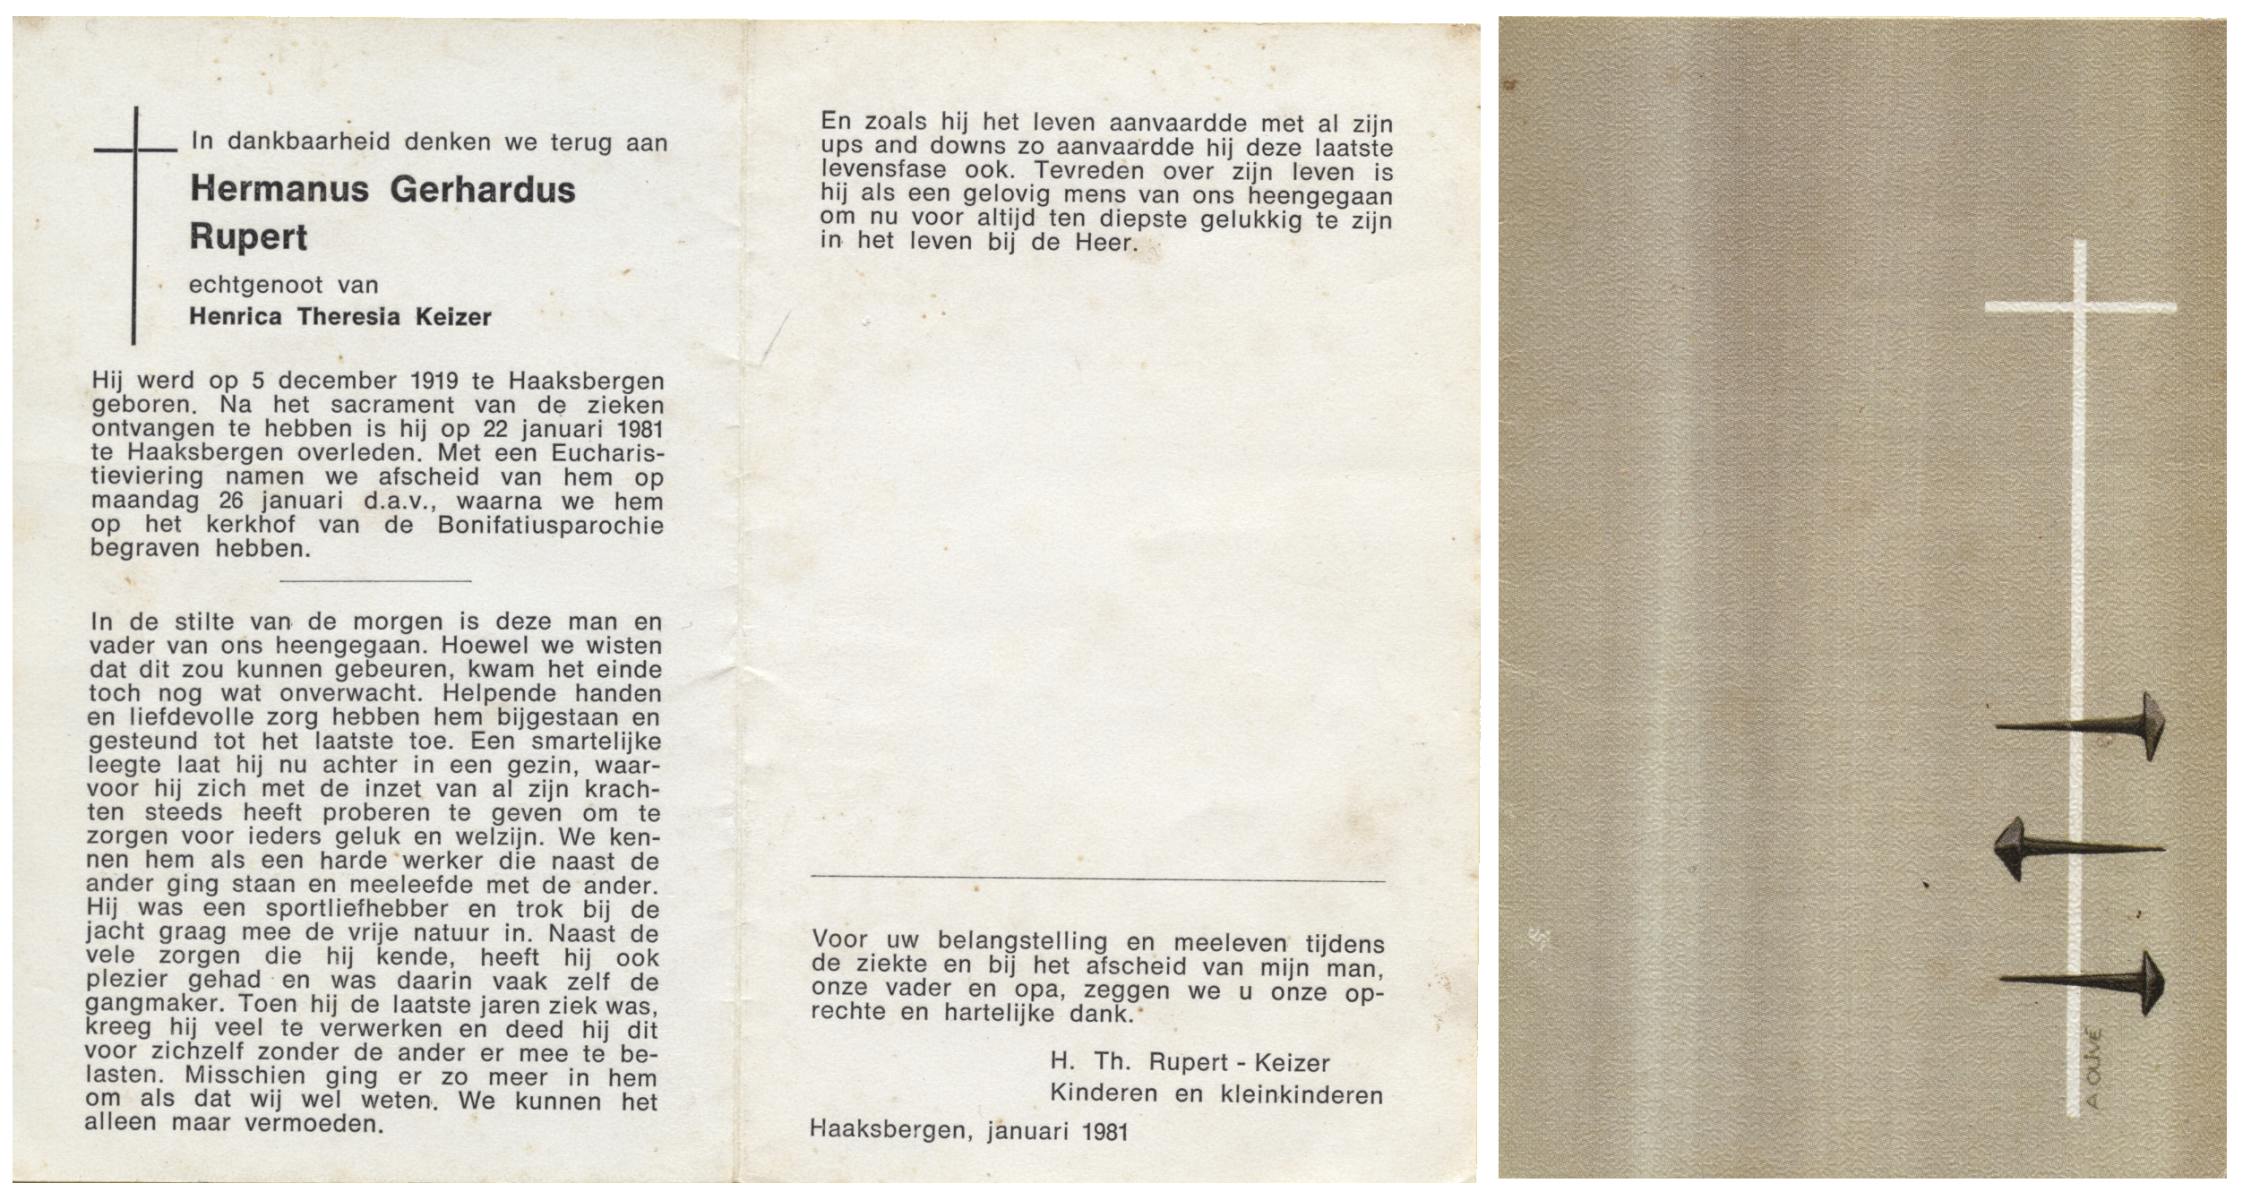 In dankbaarheid denken we terug aan
Hermanus Gerhardus
Rupert
echtgenoot van
Henrica Theresia Keizer
Hij werd op 5 december 1919 te Haaksbergen
geboren. Na het sacrament van de zieken
ontvangen te hebben is hij op 22 januari 1981
te Haaksbergen overleden. Met een Eucharis-
tieviering namen we afscheid van hem op
maandag 26 januari d.a.v., waarna we hem
op het kerkhof van de Bonifatiusparochie
begraven hebben.
In de stilte van de morgen is deze man en
vader van ons heengegaan. Hoewel we wisten
dat dit zou kunnen gebeuren, kwam het einde
toch nog wat onverwacht. Helpende handen
en liefdevolle zorg hebben hem bijgestaan en
gesteund tot het laatste toe. Een smartelijke
leegte laat hij nu achter in een gezin, waar-
voor hij zich met de inzet van al zijn krach-
ten steeds heeft proberen te geven om te
zorgen voor ieders geluk en welzijn. We ken-
nen hem als een harde werker die naast de
ander ging staan en meeleefde met de ander.
Hij was een sportliefhebber en trok bij de
jacht graag mee de vrije natuur in. Naast de
vele zorgen die hij kende, heeft hij ook
plezier gehad en was daarin vaak zelf de
gangmaker. Toen hij de laatste jaren ziek was,
kreeg hij veel te verwerken en deed hij dit
voor zichzelf zonder de ander er mee te be-
lasten. Misschien ging er zo meer in hem
om als dat wij wel weten. We kunnen het
alleen maar vermoeden.
En zoals hij het leven aanvaardde met al zijn
ups and downs zo aanvaardde hij deze laatste
levensfase ook. Tevreden over zijn leven is
hij als een gelovig mens van ons heengegaan
om nu voor altijd ten diepste gelukkig te zijn
in het leven bij de Heer.
Voor uw belangstelling en meeleven tijdens
de ziekte en bij het afscheid van mijn man,
onze vader en opa, zeggen we u onze op-
rechte en hartelijke dank.
H. Th. Rupert - Keizer
Kinderen en kleinkinderen
Haaksbergen, januari 1981
A OLIVÉ